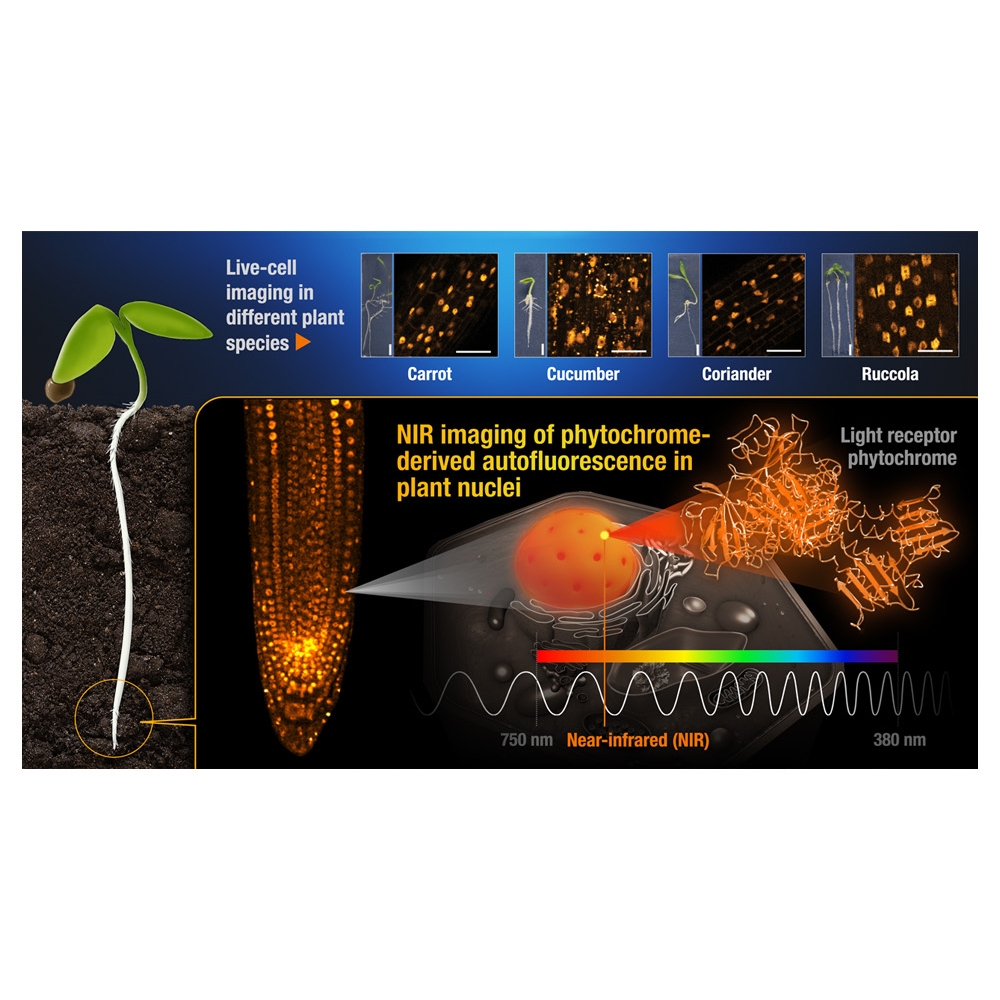 Live-cell
imaging in
different plant
species
Carrot
Cucumber
Coriander
Ruccola
NIR imaging of phytochrome-
derived autofluorescence in
plant nuclei
Light receptor
phytochrome
750 nm
Near-infrared (NIR)
380 nm